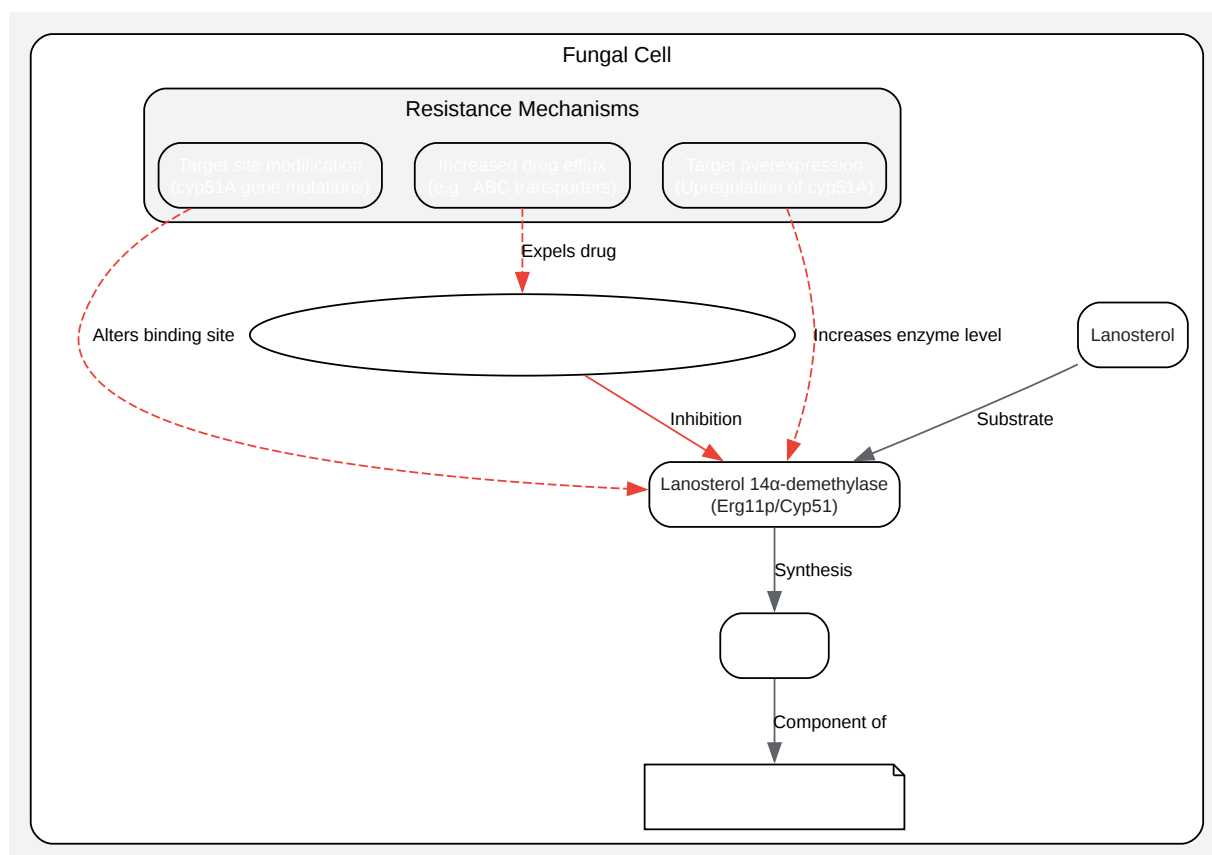 Fungal Cell
Resistance Mechanisms
Target site modification
(cyp51A gene mutations)
Increased drug efflux
(e.g., ABC transporters)
Target overexpression
(Upregulation of cyp51A)
Expels drug
Alters binding site
Increases enzyme level
Lanosterol
Inhibition
Substrate
Lanosterol 14α-demethylase
(Erg11p/Cyp51)
Synthesis
Component of